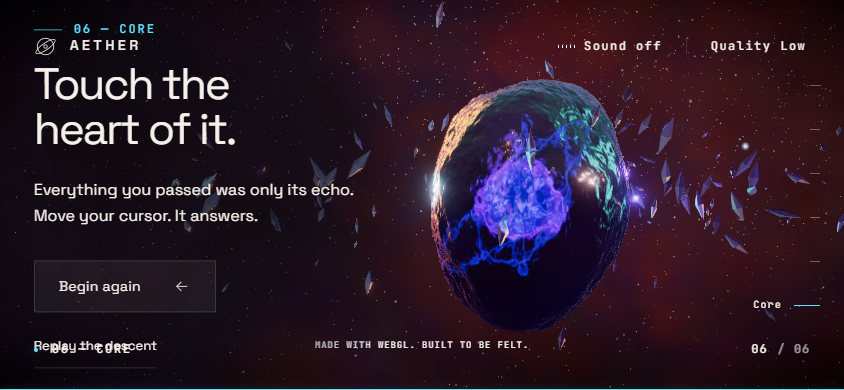 06 — CORE
AETHER
Sound off
Quality Low
Touch the
heart of it.
Everything you passed was only its echo.
Move your cursor. It answers.
Begin again ←
Core
Replay the descent
06 — CORE
MADE WITH WEBGL. BUILT TO BE FELT.
06 / 06